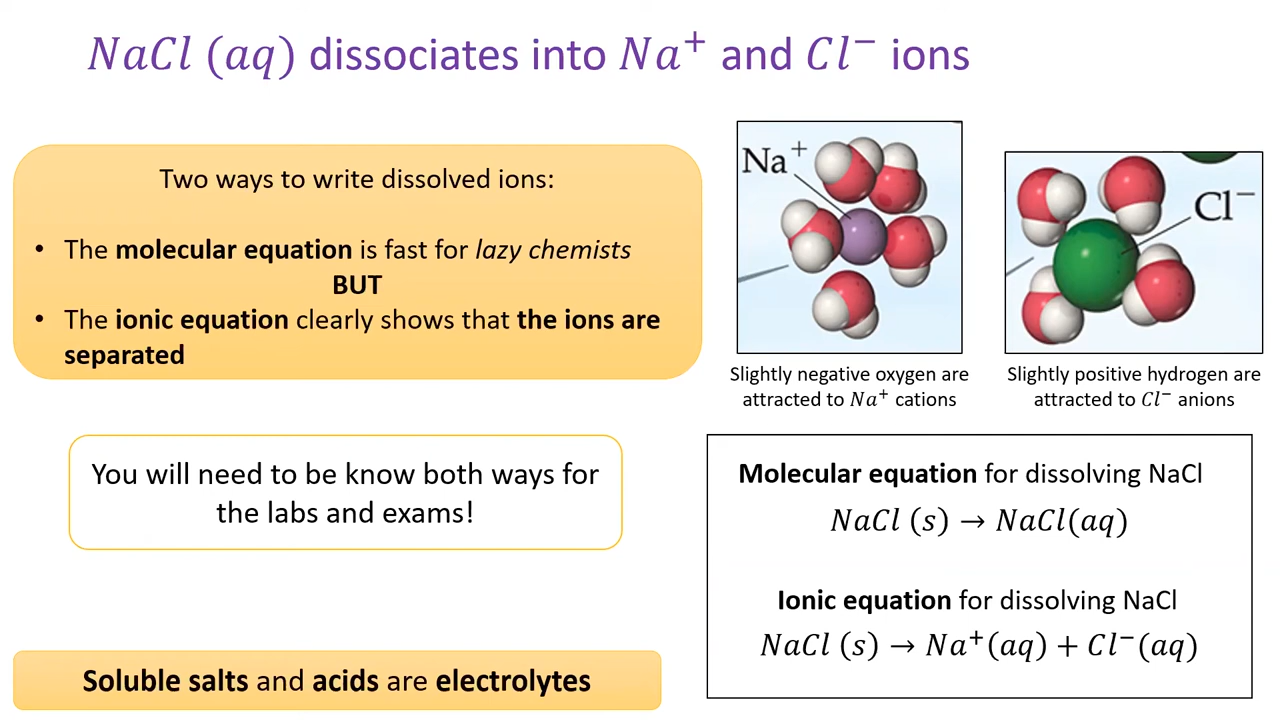 NaCl (aq) dissociates into Na⁺ and Cl⁻ ions
Two ways to write dissolved ions:
• The molecular equation is fast for lazy chemists
BUT
• The ionic equation clearly shows that the ions are
separated
Na⁺
Cl⁻
Slightly negative oxygen are
attracted to Na⁺ cations
Slightly positive hydrogen are
attracted to Cl⁻ anions
You will need to be know both ways for
the labs and exams!
Molecular equation for dissolving NaCl
NaCl (s) → NaCl(aq)
Ionic equation for dissolving NaCl
NaCl (s) → Na⁺(aq) + Cl⁻(aq)
Soluble salts and acids are electrolytes